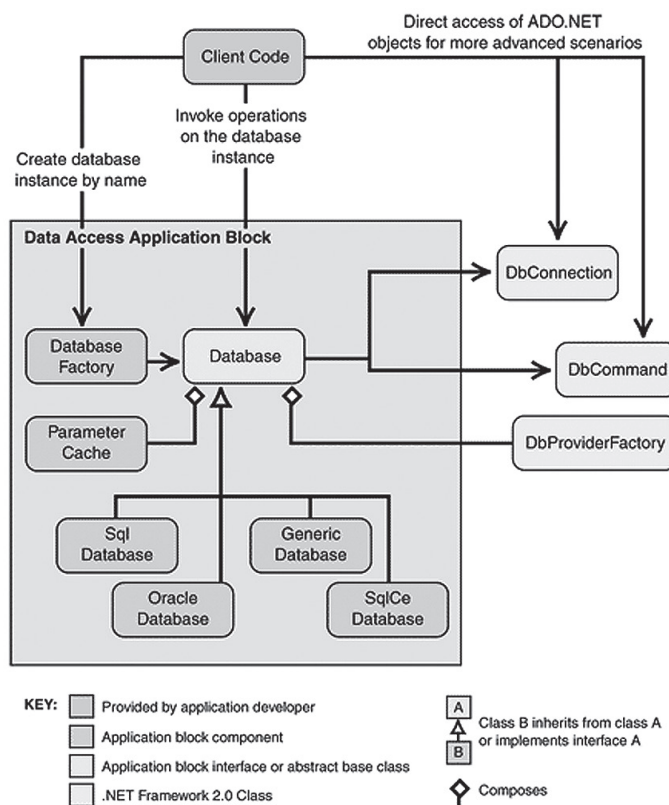 Direct access of ADO.NET
objects for more advanced scenarios
Client Code
Invoke operations
on the database
instance
Create database
instance by name
Data Access Application Block
DbConnection
Database
Factory
Database
DbCommand
Parameter
Cache
DbProviderFactory
Sql
Database
Generic
Database
Oracle
Database
SqlCe
Database
KEY:
Provided by application developer
Application block component
Application block interface or abstract base class
.NET Framework 2.0 Class
A
B
Class B inherits from class A
or implements interface A
Composes